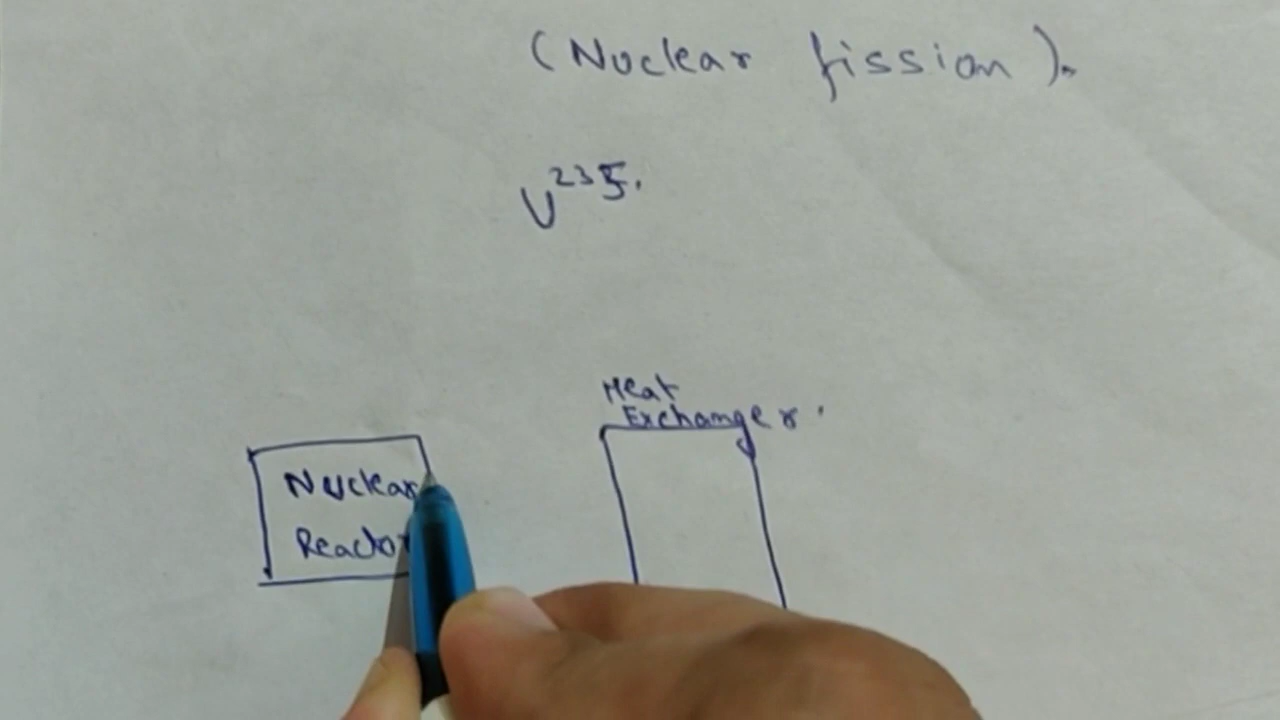 (Nuclear fission).
U²³⁵.
Heat
Exchanger.
Nuclear
Reactor